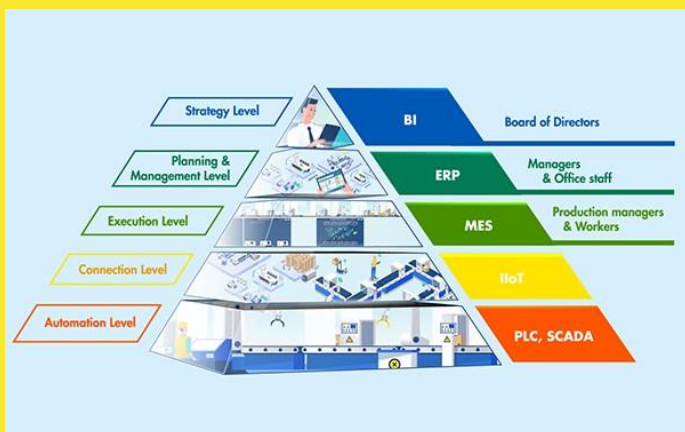 Strategy Level
BI
Board of Directors
Planning &
Management Level
ERP
Managers
& Office staff
Execution Level
MES
Production managers
& Workers
Connection Level
IIoT
Automation Level
PLC, SCADA